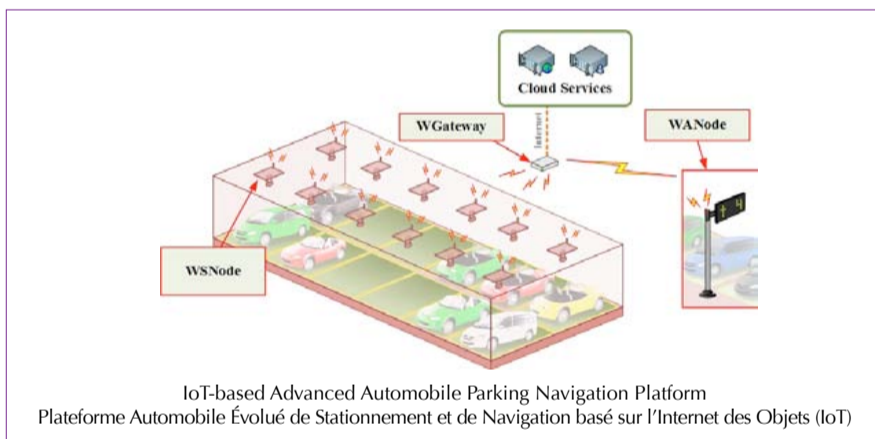 Cloud Services
Internet
WGateway
WANode
4
WSNode
IoT-based Advanced Automobile Parking Navigation Platform
Plateforme Automobile Évolué de Stationnement et de Navigation basé sur l'Internet des Objets (IoT)